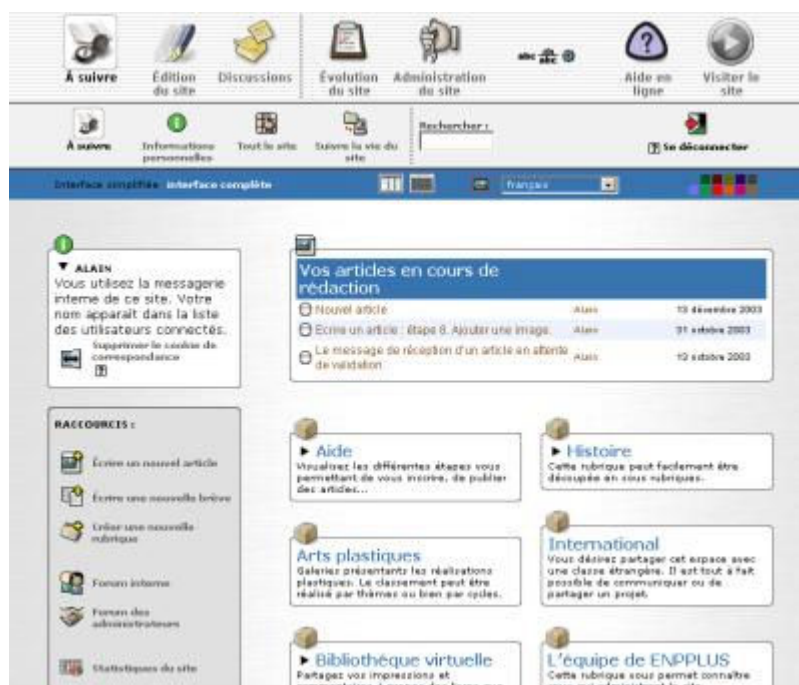 À suivre
Édition du site
Discussions
Évolution du site
Administration du site
abc
Aide en ligne
Visiter le site
À suivre
Informations personnelles
Tout le site
Suivre la vie du site
Rechercher :
Se déconnecter
Interface simplifiée interface complète
français
ALAIN
Vous utilisez la messagerie
interne de ce site. Votre
nom apparaît dans la liste
des utilisateurs connectés.
Supprimer le cookie de
correspondance
Vos articles en cours de
rédaction
Nouvel article Alain 13 décembre 2003
Ecrire un article : étape 8. Ajouter une image. Alain 31 octobre 2003
Le message de réception d'un article en attente
de validation Alain 13 octobre 2003
RACCOURCIS :
Écrire un nouvel article
Écrire une nouvelle brève
Créer une nouvelle
rubrique
Forum interne
Forum des
administrateurs
Statistiques du site
Aide
Visualisez les différentes étapes vous
permettant de vous inscrire, de publier
des articles...
Histoire
Cette rubrique peut facilement être
découpée en sous rubriques.
Arts plastiques
Galeries présentants les réalisations
plastiques. Le classement peut être
réalisé par thèmes ou bien par cycles.
International
Vous désirez partager cet espace avec
une classe étrangère. Il est tout à fait
possible de communiquer ou de
partager un projet.
Bibliothéque virtuelle
Partagez vos impressions et
L'équipe de ENPPLUS
Cette rubrique vous permet connaître